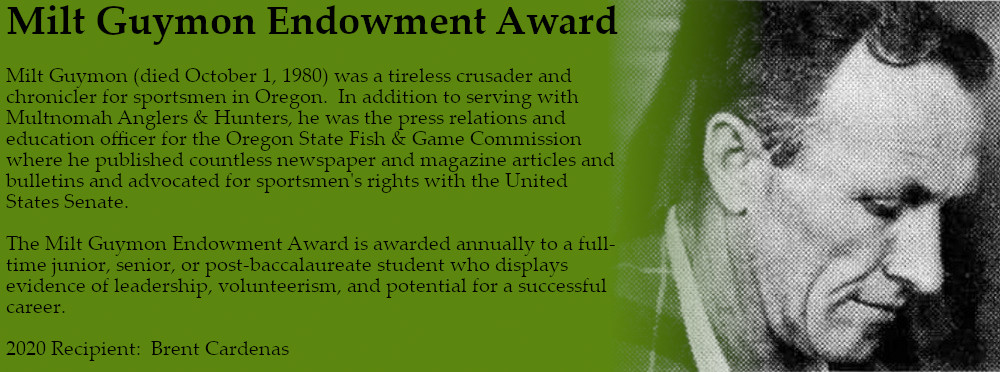 Milt Guymon Endowment Award
Milt Guymon (died October 1, 1980) was a tireless crusader and
chronicler for sportsmen in Oregon.  In addition to serving with
Multnomah Anglers & Hunters, he was the press relations and
education officer for the Oregon State Fish & Game Commission
where he published countless newspaper and magazine articles and
bulletins and advocated for sportsmen's rights with the United
States Senate.
The Milt Guymon Endowment Award is awarded annually to a full-
time junior, senior, or post-baccalaureate student who displays
evidence of leadership, volunteerism, and potential for a successful
career.
2020 Recipient:  Brent Cardenas